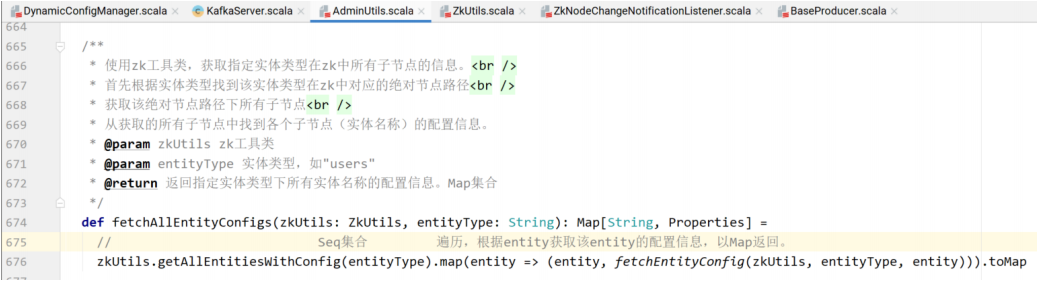 DynamicConfigManager.scala × KafkaServer.scala × AdminUtils.scala × ZkUtils.scala × ZkNodeChangeNotificationListener.scala × BaseProducer.scala ×
664
665 /**
666 * 使用zk工具类，获取指定实体类型在zk中所有子节点的信息。<br />
667 * 首先根据实体类型找到该实体类型在zk中对应的绝对节点路径<br />
668 * 获取该绝对节点路径下所有子节点<br />
669 * 从获取的所有子节点中找到各个子节点（实体名称）的配置信息。
670 * @param zkUtils zk工具类
671 * @param entityType 实体类型，如"users"
672 * @return 返回指定实体类型下所有实体名称的配置信息。Map集合
673 */
674 def fetchAllEntityConfigs(zkUtils: ZkUtils, entityType: String): Map[String, Properties] =
675 // Seq集合 遍历，根据entity获取该entity的配置信息，以Map返回。
676 zkUtils.getAllEntitiesWithConfig(entityType).map(entity => (entity, fetchEntityConfig(zkUtils, entityType, entity))).toMap